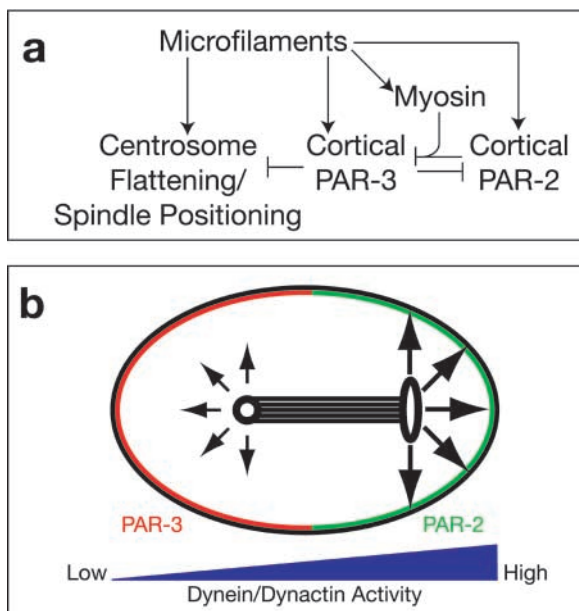 a
Microfilaments
Myosin
Centrosome Cortical Cortical
Flattening/ PAR-3 PAR-2
Spindle Positioning
b
PAR-3 PAR-2
Low High
Dynein/Dynactin Activity